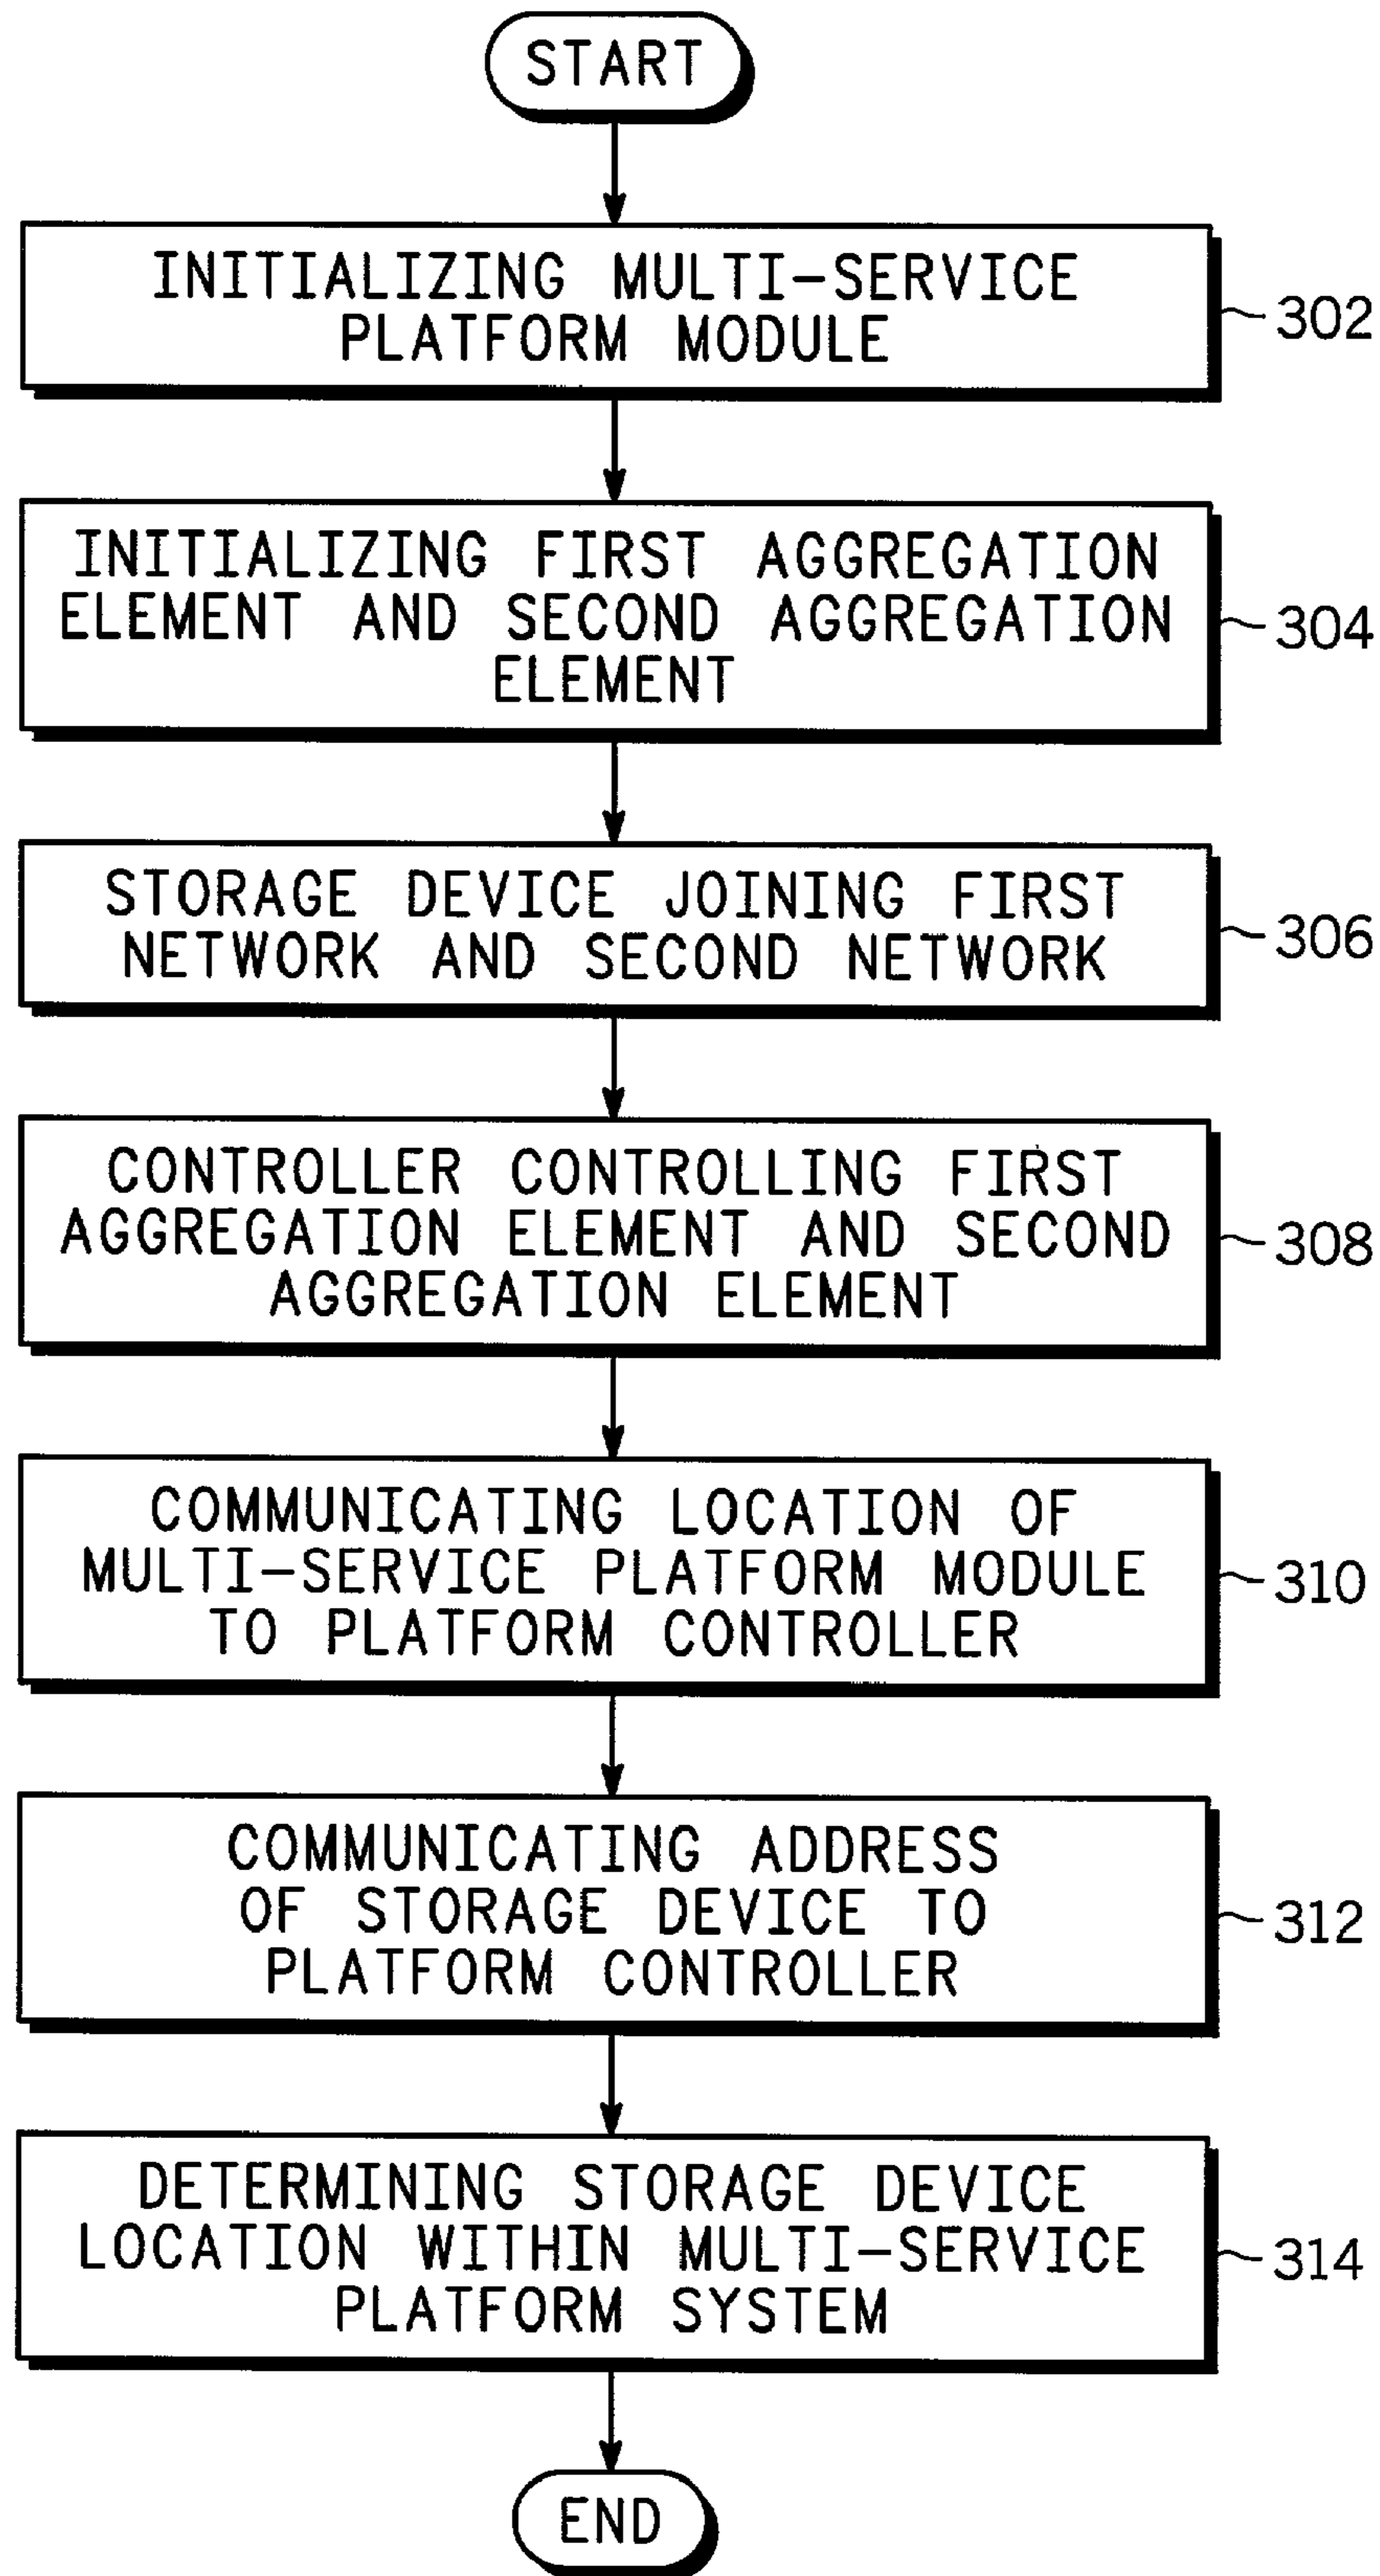 START
INITIALIZING MULTI-SERVICE
PLATFORM MODULE
302
INITIALIZING FIRST AGGREGATION
ELEMENT AND SECOND AGGREGATION
ELEMENT
304
STORAGE DEVICE JOINING FIRST
NETWORK AND SECOND NETWORK
306
CONTROLLER CONTROLLING FIRST
AGGREGATION ELEMENT AND SECOND
AGGREGATION ELEMENT
308
COMMUNICATING LOCATION OF
MULTI-SERVICE PLATFORM MODULE
TO PLATFORM CONTROLLER
310
COMMUNICATING ADDRESS
OF STORAGE DEVICE TO
PLATFORM CONTROLLER
312
DETERMINING STORAGE DEVICE
LOCATION WITHIN MULTI-SERVICE
PLATFORM SYSTEM
314
END